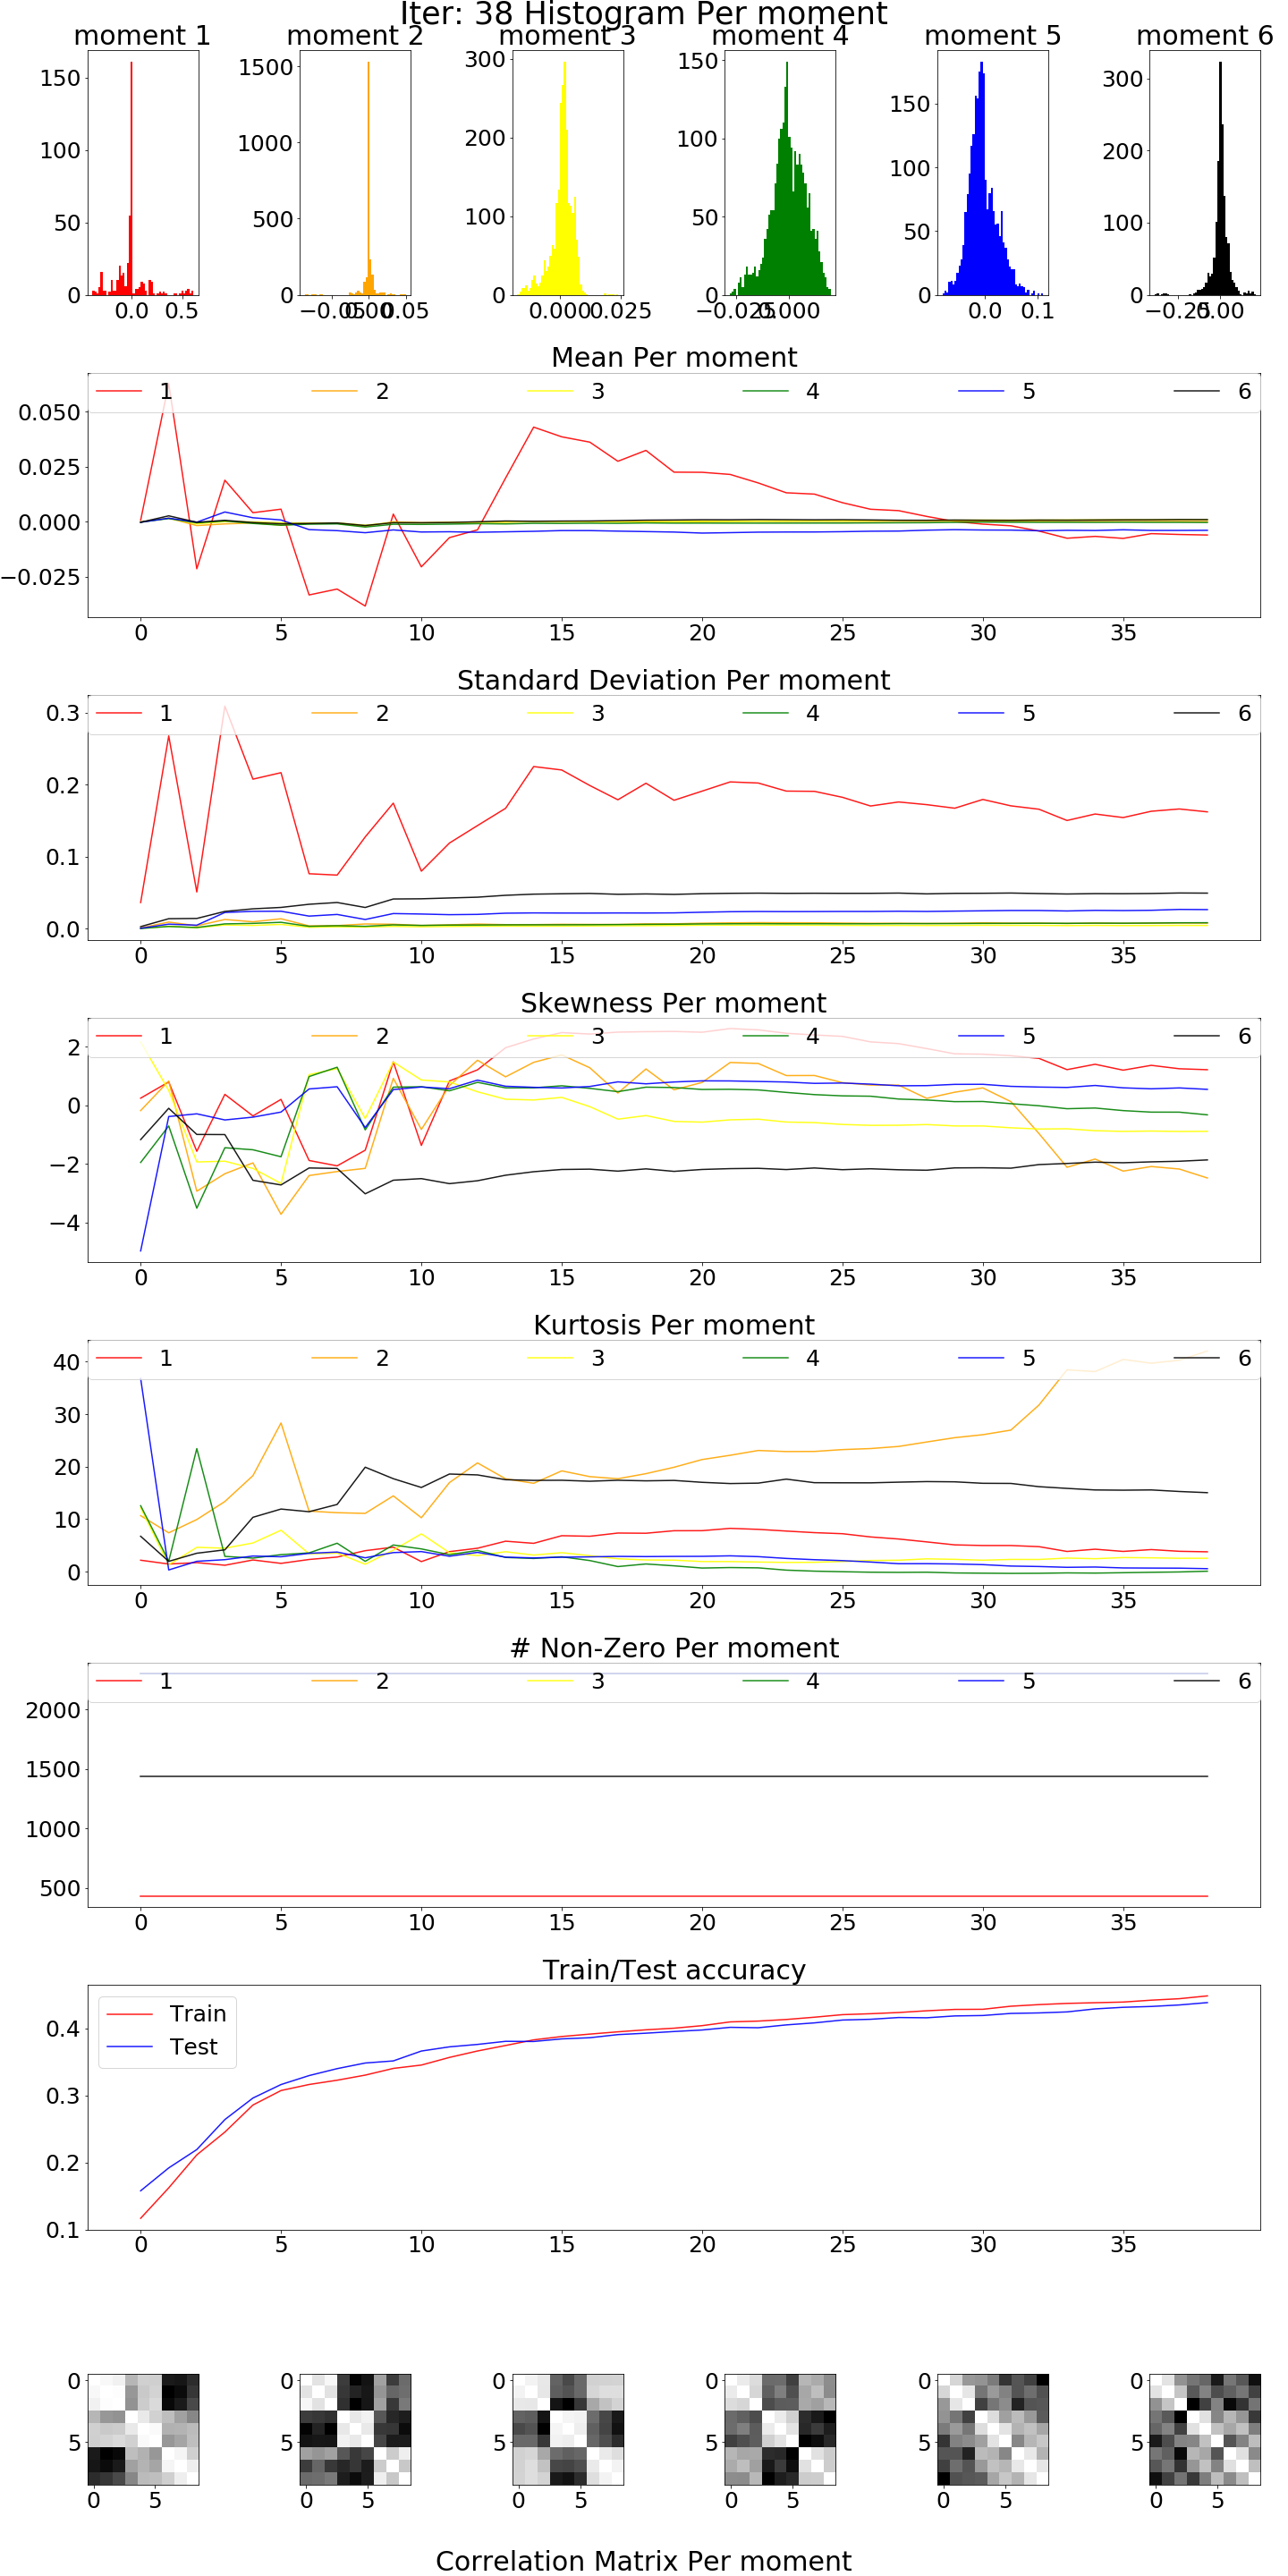 Iter: 38 Histogram Per moment
moment 1 moment 2 moment 3 moment 4 moment 5 moment 6
150 100 50 0
0.0 0.5
1500 1000 500 0
−0.05 0.00 0.05
300 200 100 0
0.000 0.025
150 100 50 0
−0.025 0.000
150 100 50 0
0.0 0.1
300 200 100 0
−0.25 0.00
Mean Per moment
1 2 3 4 5 6
0.050
0.025
0.000
−0.025
0 5 10 15 20 25 30 35
Standard Deviation Per moment
1 2 3 4 5 6
0.3
0.2
0.1
0.0
0 5 10 15 20 25 30 35
Skewness Per moment
1 2 3 4 5 6
2
0
−2
−4
0 5 10 15 20 25 30 35
Kurtosis Per moment
1 2 3 4 5 6
40
30
20
10
0
0 5 10 15 20 25 30 35
# Non-Zero Per moment
1 2 3 4 5 6
2000
1500
1000
500
0 5 10 15 20 25 30 35
Train/Test accuracy
Train
Test
0.4
0.3
0.2
0.1
0 5 10 15 20 25 30 35
0 0 0 0 0 0
5 5 5 5 5 5
0 5 0 5 0 5 0 5 0 5 0 5
Correlation Matrix Per moment